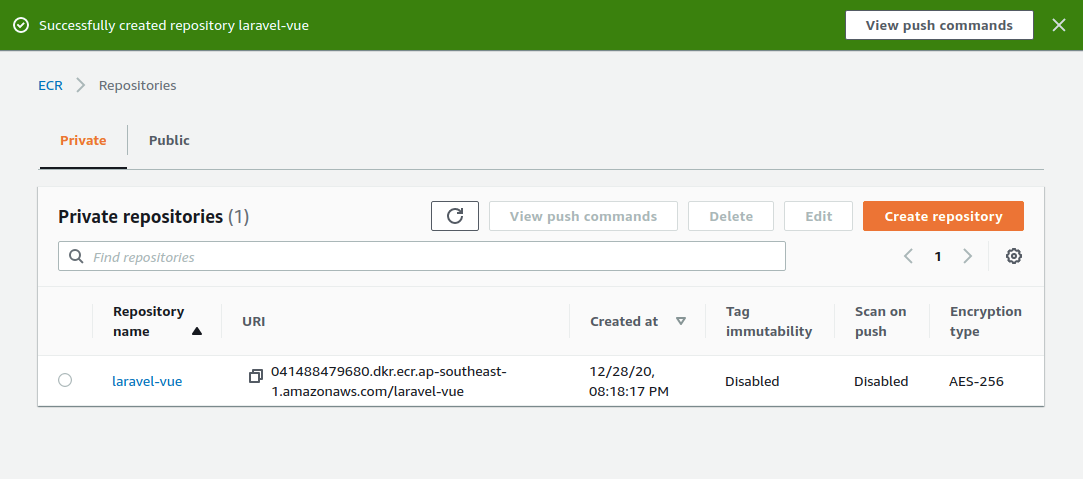 Successfully created repository laravel-vue
View push commands
ECR
Repositories
Private
Public
Private repositories (1)
View push commands
Delete
Edit
Create repository
Find repositories
1
Repository
name
URI
Created at
Tag
immutability
Scan on
push
Encryption
type
laravel-vue
041488479680.dkr.ecr.ap-southeast-
1.amazonaws.com/laravel-vue
12/28/20,
08:18:17 PM
Disabled
Disabled
AES-256